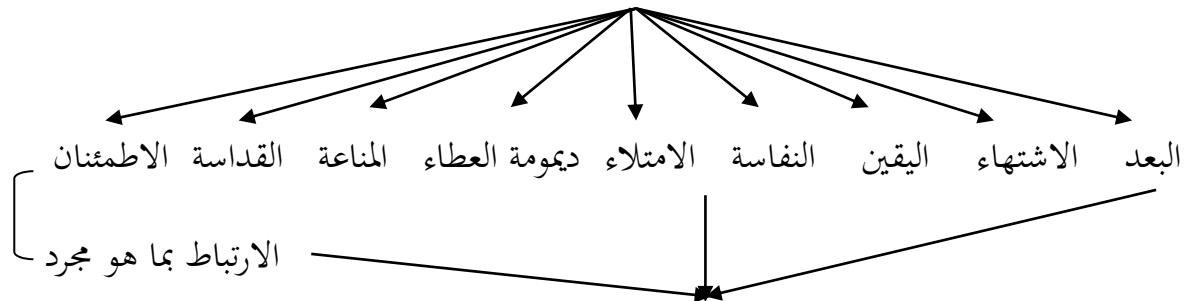 البعد الاشتهاء اليقين النفاسة الامتلاء ديمومة العطاء المناعة القداسة الاطمئنان
الارتباط بما هو مجرد